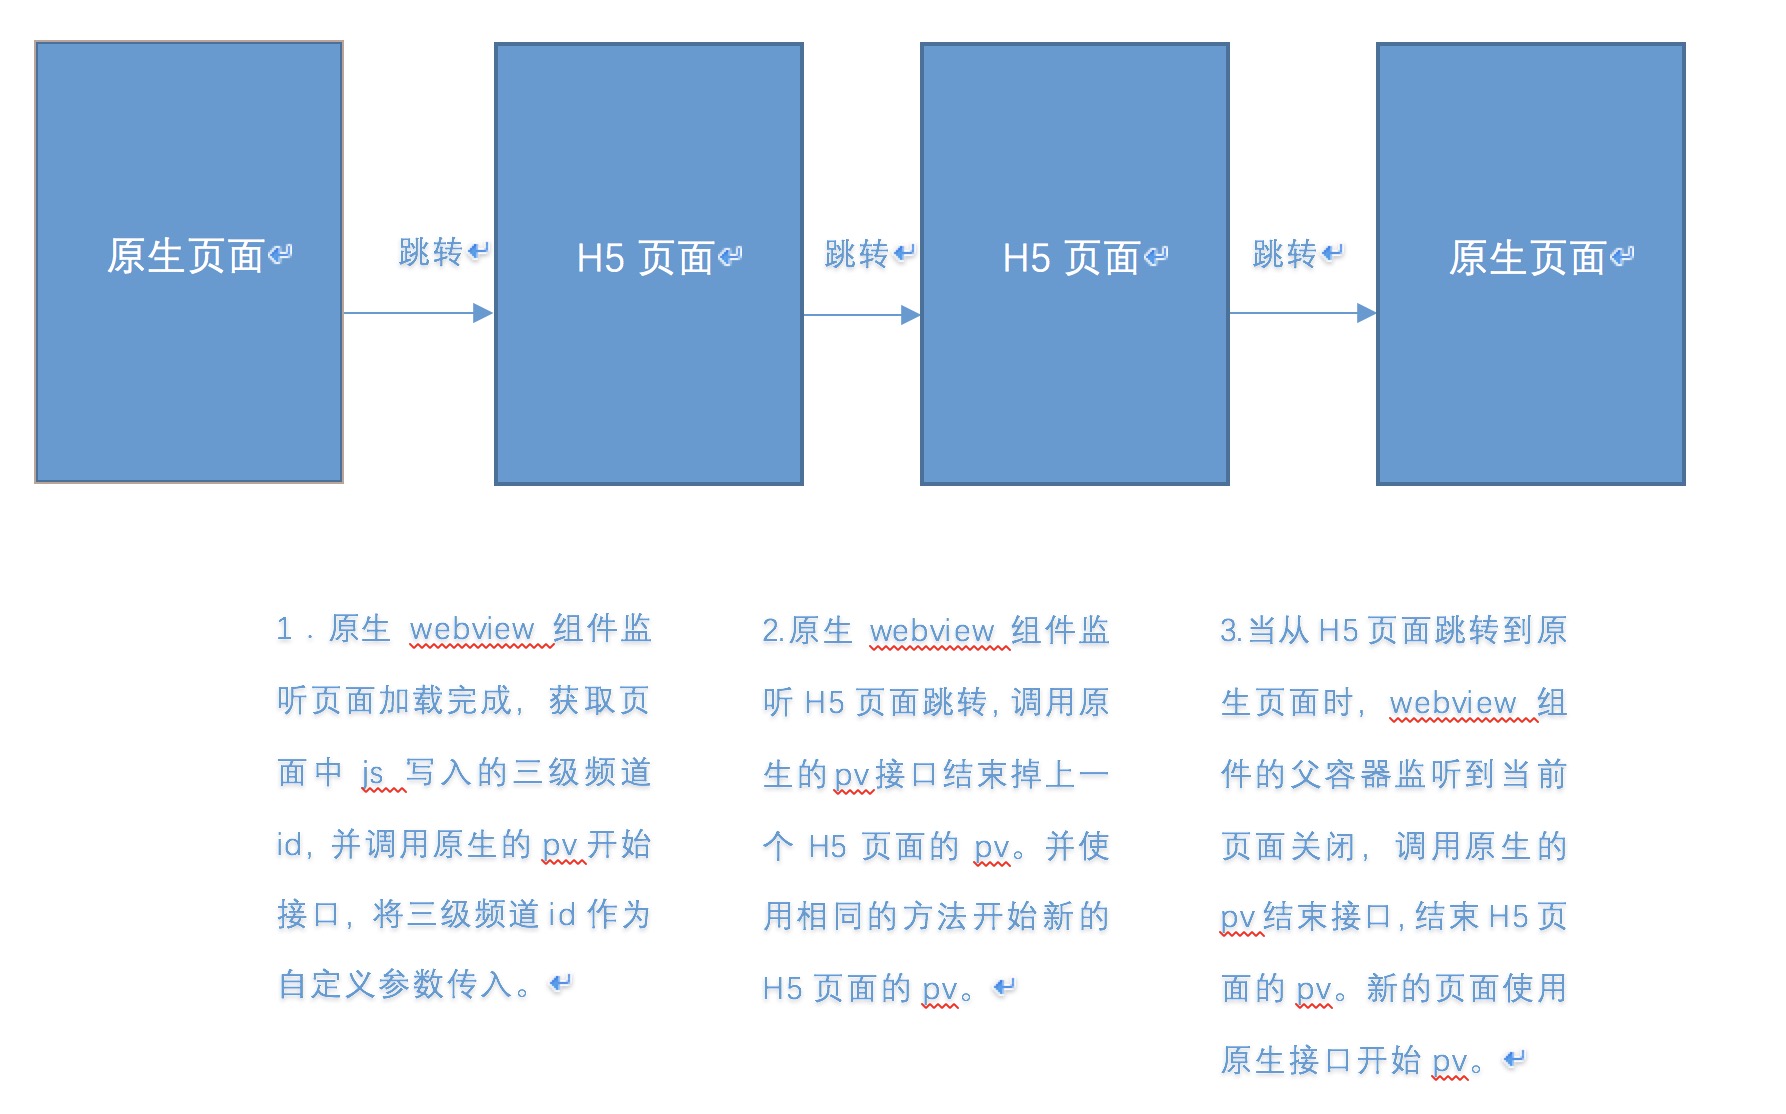 原生页面
跳转
H5 页面
跳转
H5 页面
跳转
原生页面
1 . 原生 webview 组件监
听页面加载完成，获取页
面中 js 写入的三级频道
id，并调用原生的 pv 开始
接口，将三级频道 id 作为
自定义参数传入。
2.原生 webview 组件监
听 H5 页面跳转，调用原
生的 pv 接口结束掉上一
个 H5 页面的 pv。并使
用相同的方法开始新的
H5 页面的 pv。
3.当从 H5 页面跳转到原
生页面时，webview 组
件的父容器监听到当前
页面关闭，调用原生的
pv 结束接口，结束 H5 页
面的 pv。新的页面使用
原生接口开始 pv。